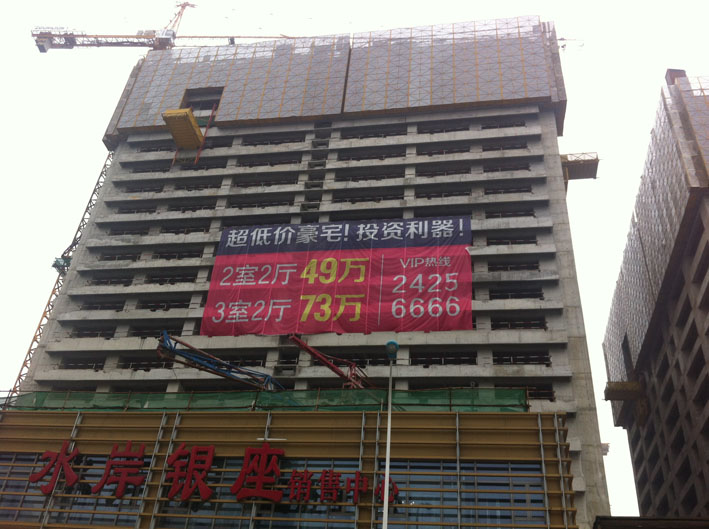 超低价豪宅!投资利器!
2室2厅 49万
3室2厅 73万
VIP热线
2425
6666
水岸银座 销售中心